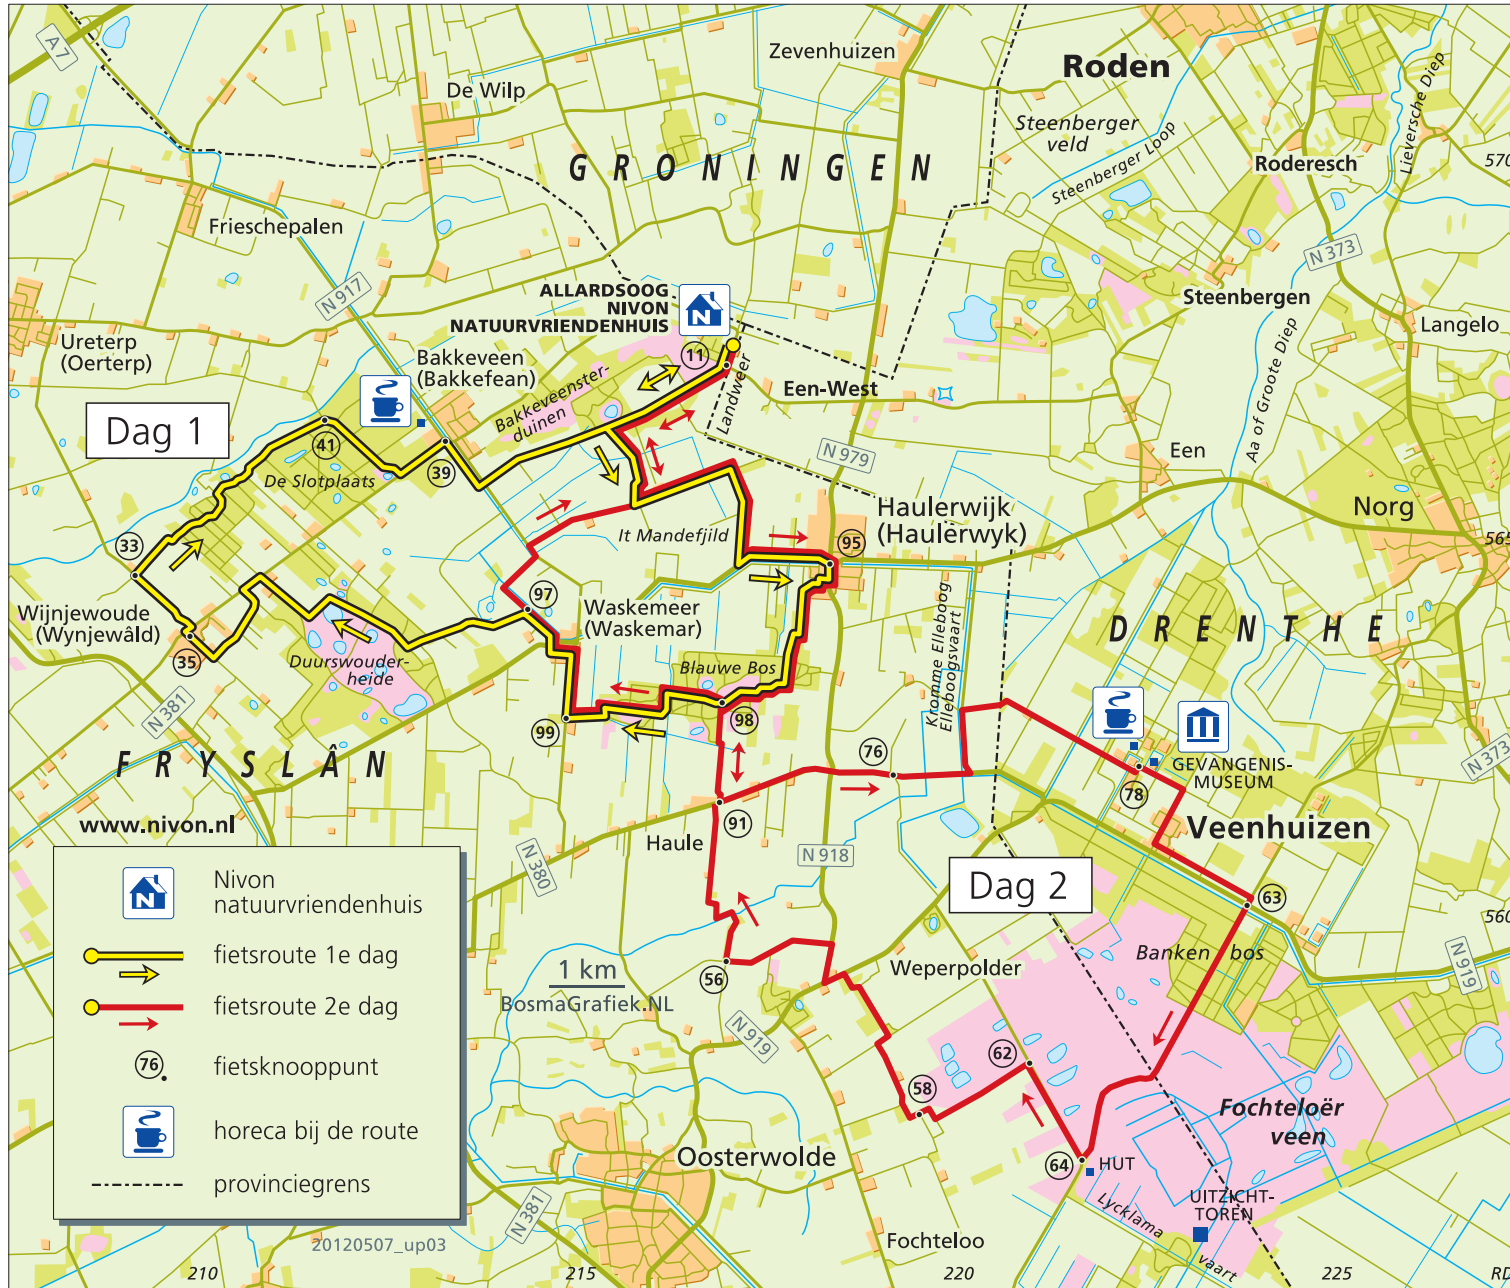 A7
Zevenhuizen
Roden
De Wilp
Steenberger
veld
Steenberger Loop
Lieversche Diep
570
GRONINGEN
Roderesch
Frieschepalen
N 917
N 373
ALLARDSOOG
NIVON
NATUURVRIENDENHUIS
N
Steenbergen
Langelo
Ureterp
(Oerterp)
Bakkeveen
(Bakkefean)
11
Landweer
Een-West
Aa of Groote Diep
Bakkeveenster-
duinen
Dag 1
41
39
De Slotplaats
N 979
Een
Norg
Haulerwijk
(Haulerwyk)
It Mandefjild
95
565
33
97
Wijnjewoude
(Wynjewâld)
35
Waskemeer
(Waskemar)
Duurswouder-
heide
Blauwe Bos
Kromme Elleboog
Elleboogsvaart
DRENTHE
N 381
99
98
76
78
GEVANGENIS-
MUSEUM
N 373
FRYSLÂN
www.nivon.nl
91
Haule
Veenhuizen
N 380
N 918
Dag 2
63
560
N
Nivon
natuurvriendenhuis
fietsroute 1e dag
fietsroute 2e dag
76
fietsknooppunt
horeca bij de route
provinciegrens
Weperpolder
Banken bos
N 919
56
1 km
BosmaGrafiek.NL
N 919
62
58
Fochteloër
veen
Oosterwolde
64
HUT
UITZICHT-
TOREN
Lycklama vaart
N 381
Fochteloo
20120507_up03
210
215
220
225
RD